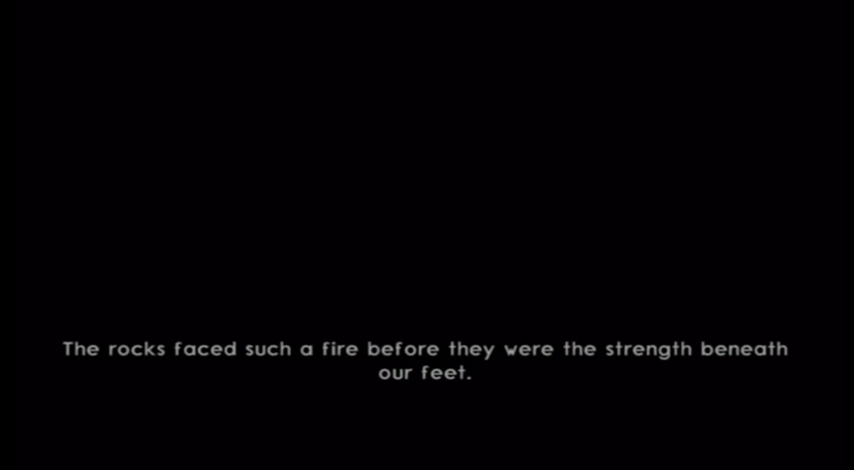 The rocks faced such a fire before they were the strength beneath
our feet.